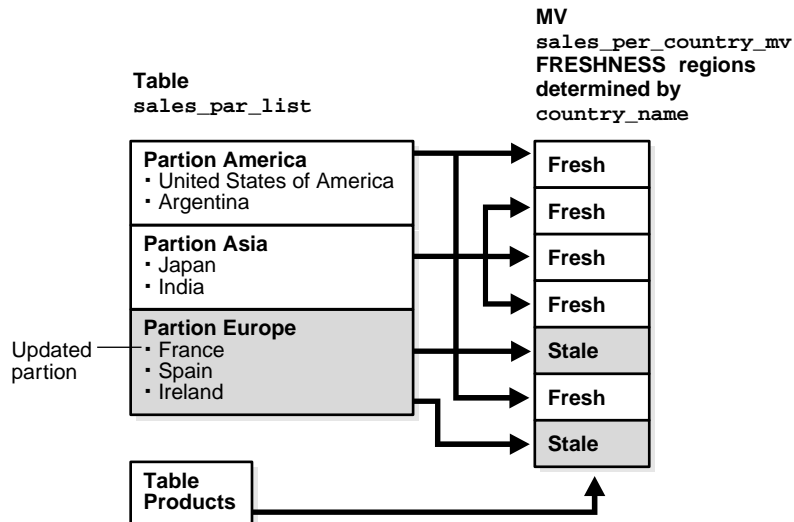 MV
sales_per_country_mv
FRESHNESS regions
determined by
country_name
Table
sales_par_list
Partion America
· United States of America
· Argentina
Partion Asia
· Japan
· India
Partion Europe
· France
· Spain
· Ireland
Updated
partion
Fresh
Fresh
Fresh
Fresh
Stale
Fresh
Stale
Table
Products